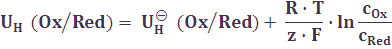 U_H (Ox/Red) = U_H^⊖ (Ox/Red) + (R · T)/(z · F) · ln (c_Ox)/(c_Red)